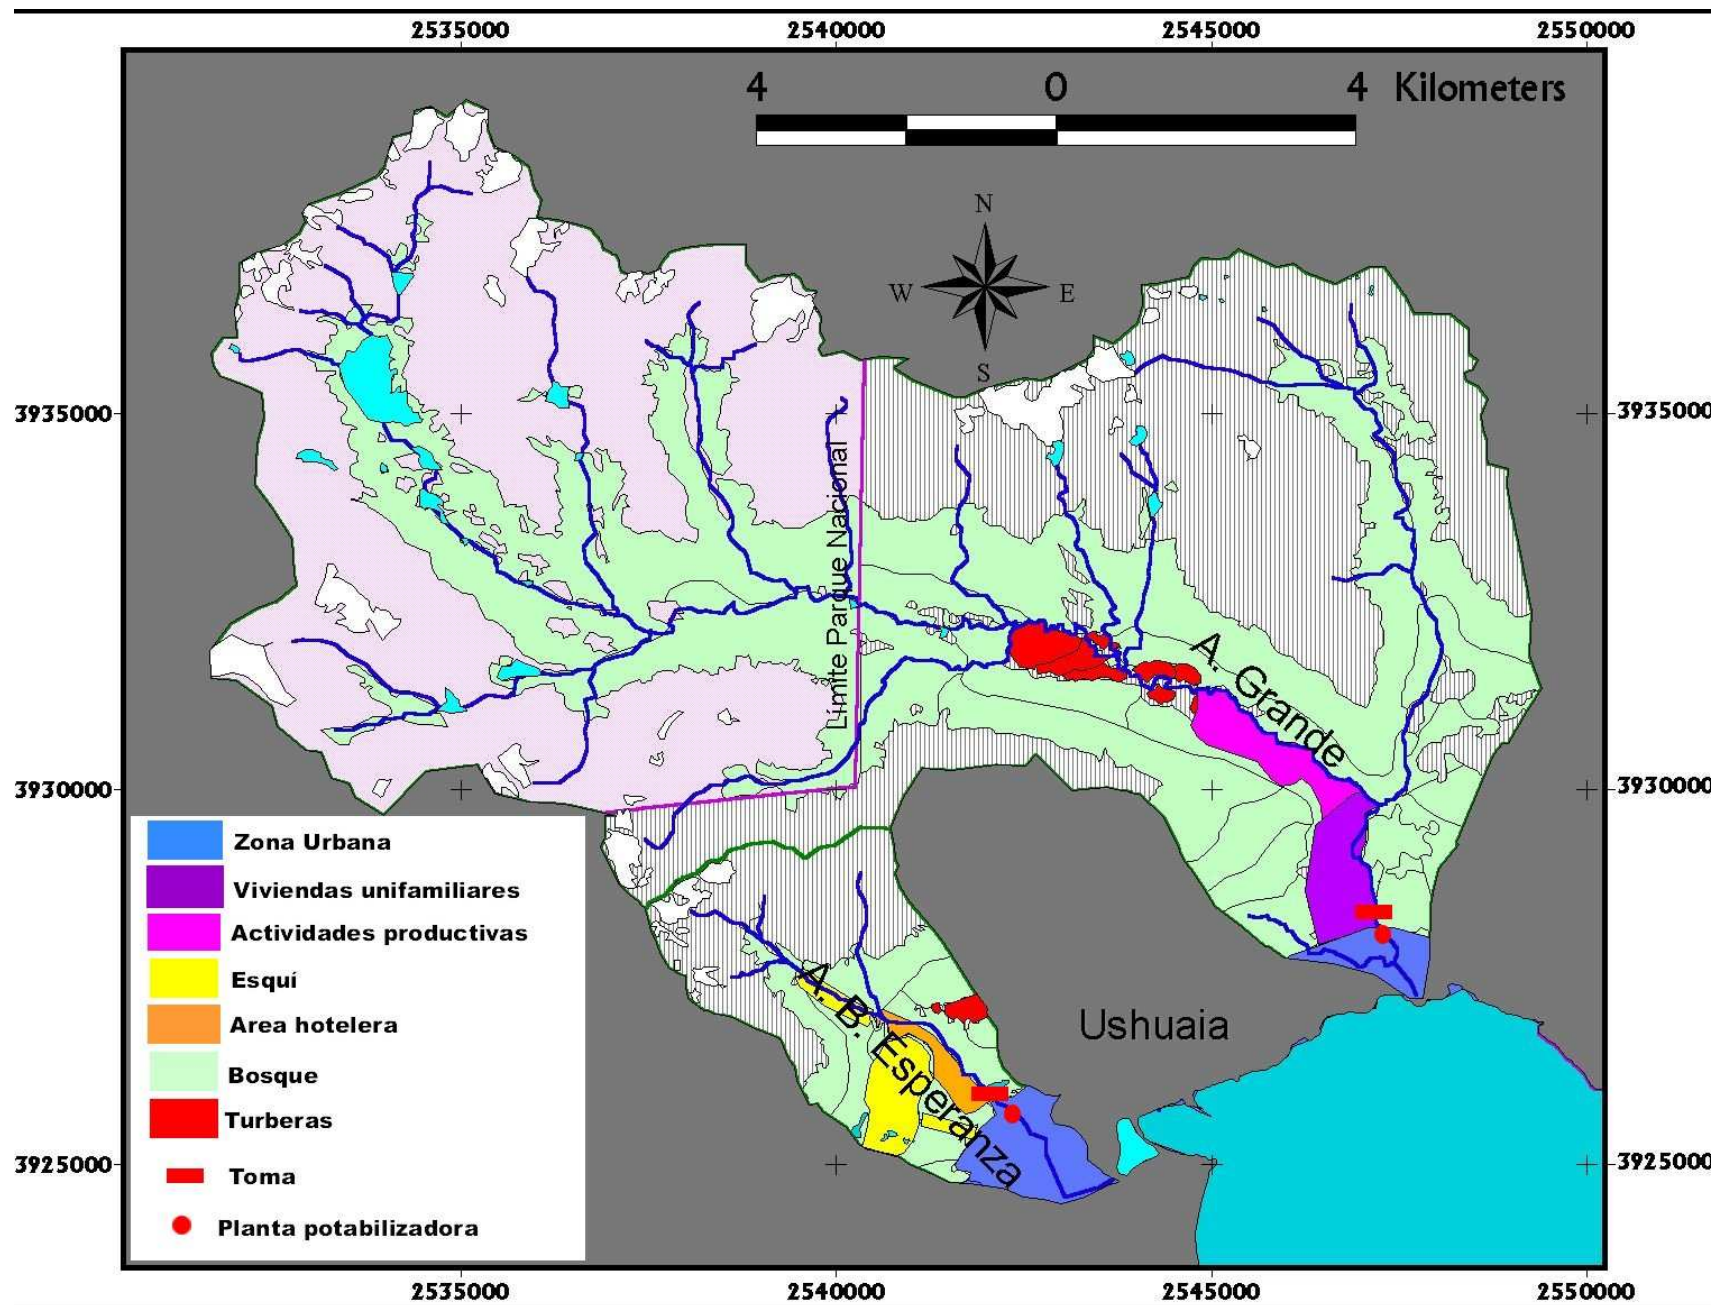 2535000 2540000 2545000 2550000
4 0 4 Kilometers
N
W E
S
3935000 3935000
Límite Parque Nacional
A. Grande
3930000 3930000
Zona Urbana
Viviendas unifamiliares
Actividades productivas
Esquí
Area hotelera
Bosque
Turberas
Toma
Planta potabilizadora
A. B. Esperanza
Ushuaia
3925000 3925000
2535000 2540000 2545000 2550000